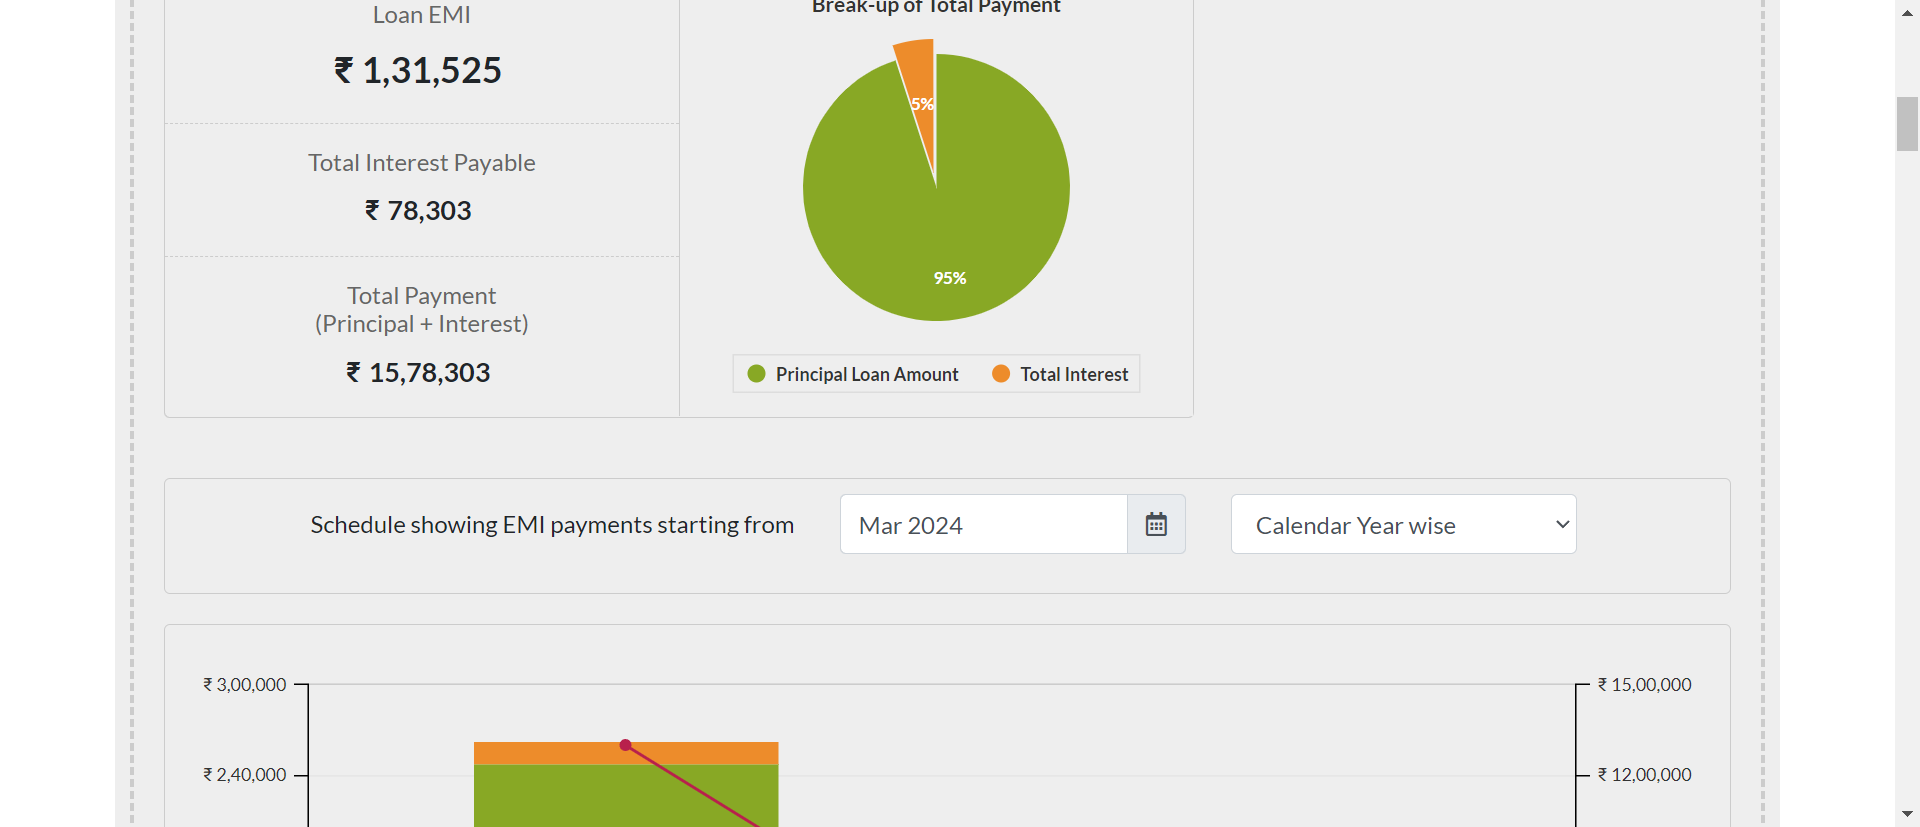 Loan EMI
₹ 1,31,525
Total Interest Payable
₹ 78,303
Total Payment
(Principal + Interest)
₹ 15,78,303
Break-up of Total Payment
5%
95%
Principal Loan Amount
Total Interest
Schedule showing EMI payments starting from
Mar 2024
Calendar Year wise
₹ 3,00,000
₹ 15,00,000
₹ 2,40,000
₹ 12,00,000